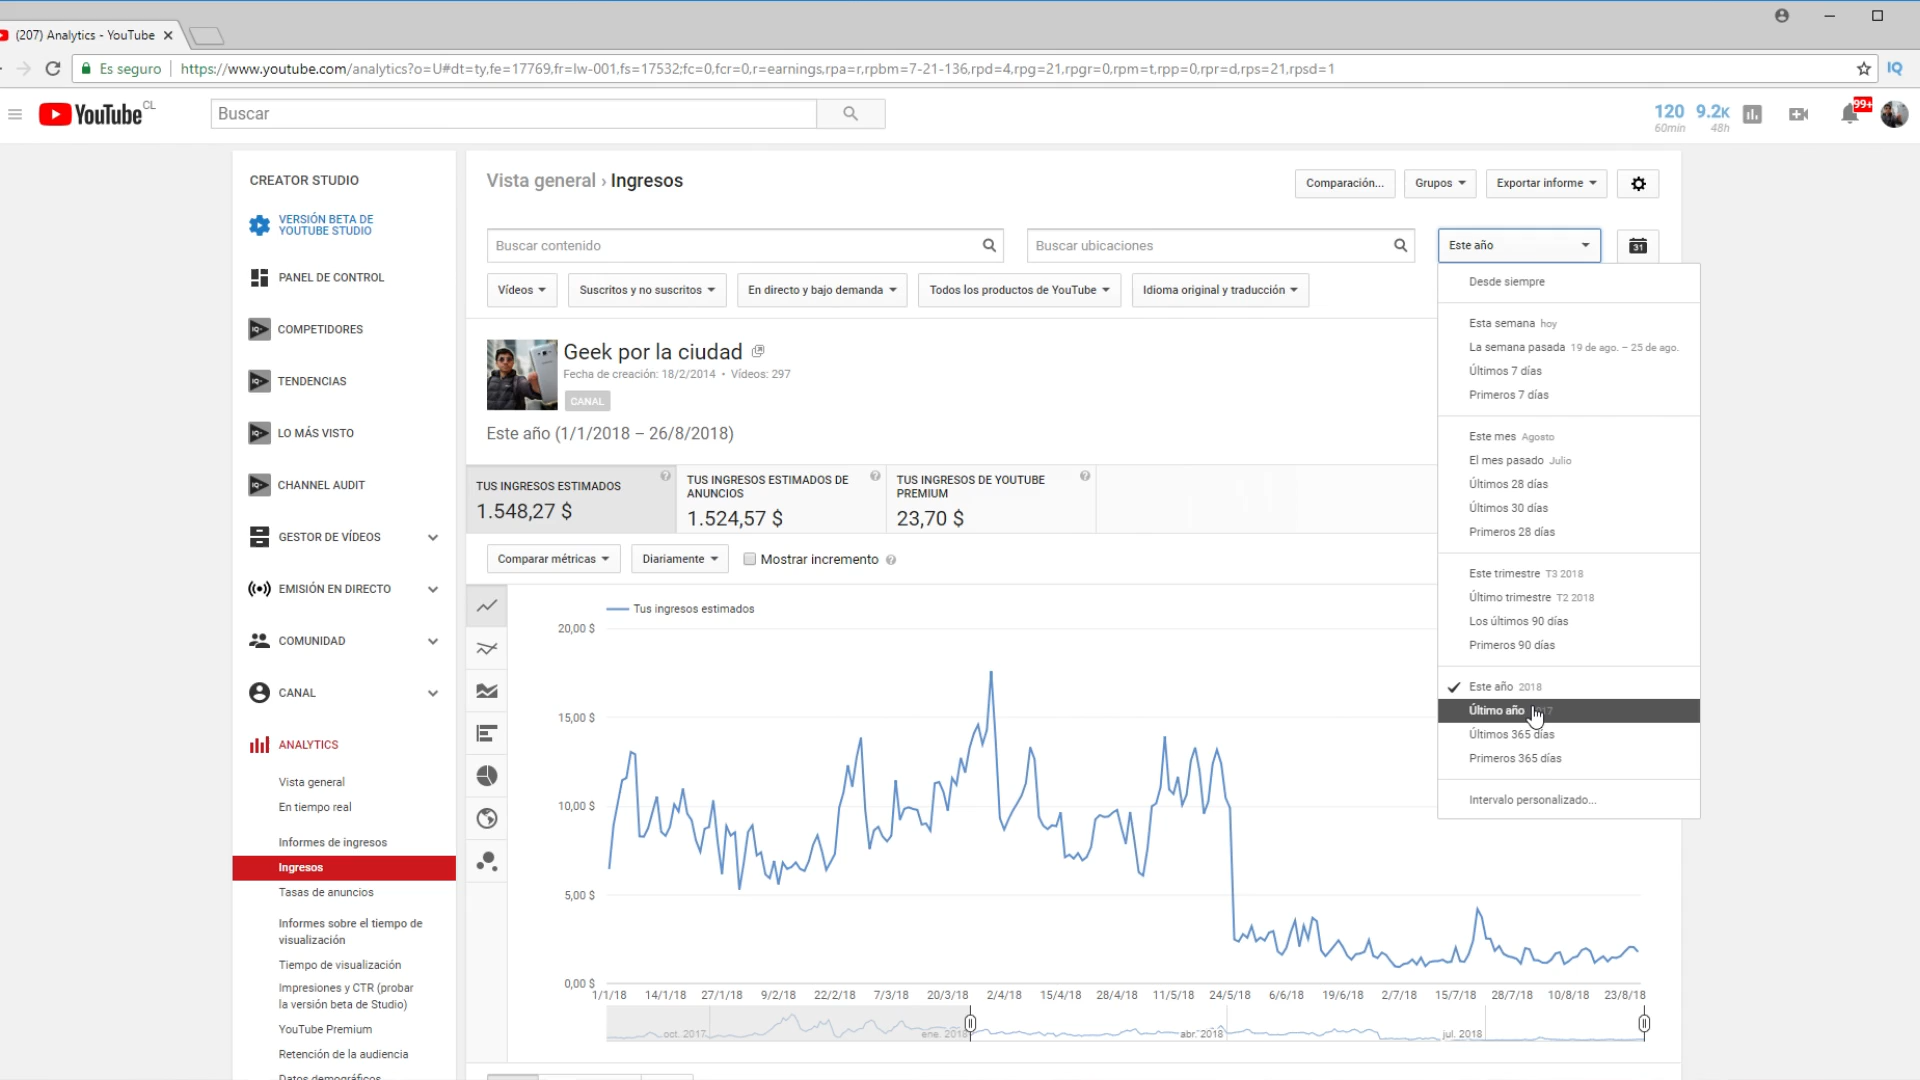 (207) Analytics - YouTube
Es seguro
https://www.youtube.com/analytics?o=U#dt=ty,fe=17769,fr=lw-001,fs=17532;fc=0,fcr=0,r=earnings,rpa=r,rpbm=7-21-136,rpd=4,rpg=21,rpgr=0,rpm=t,rpp=0,rpr=d,rps=21,rpsd=1
IQ
YouTube CL
Buscar
120 60min
9.2K 48h
99+
CREATOR STUDIO
VERSIÓN BETA DE
YOUTUBE STUDIO
PANEL DE CONTROL
COMPETIDORES
TENDENCIAS
LO MÁS VISTO
CHANNEL AUDIT
GESTOR DE VÍDEOS
EMISIÓN EN DIRECTO
COMUNIDAD
CANAL
ANALYTICS
Vista general
En tiempo real
Informes de ingresos
Ingresos
Tasas de anuncios
Informes sobre el tiempo de
visualización
Tiempo de visualización
Impresiones y CTR (probar
la versión beta de Studio)
YouTube Premium
Retención de la audiencia
Datos demográficos
Vista general › Ingresos
Comparación...
Grupos
Exportar informe
Buscar contenido
Buscar ubicaciones
Este año
31
Vídeos
Suscritos y no suscritos
En directo y bajo demanda
Todos los productos de YouTube
Idioma original y traducción
Geek por la ciudad
Fecha de creación: 18/2/2014 • Vídeos: 297
CANAL
Este año (1/1/2018 – 26/8/2018)
TUS INGRESOS ESTIMADOS
1.548,27 $
TUS INGRESOS ESTIMADOS DE
ANUNCIOS
1.524,57 $
TUS INGRESOS DE YOUTUBE
PREMIUM
23,70 $
Comparar métricas
Diariamente
Mostrar incremento
Tus ingresos estimados
20,00 $
15,00 $
10,00 $
5,00 $
0,00 $
1/1/18 14/1/18 27/1/18 9/2/18 22/2/18 7/3/18 20/3/18 2/4/18 15/4/18 28/4/18 11/5/18 24/5/18 6/6/18 19/6/18 2/7/18 15/7/18 28/7/18 10/8/18 23/8/18
oct. 2017 ene. 2018 abr. 2018 jul. 2018
Desde siempre
Esta semana hoy
La semana pasada 19 de ago. – 25 de ago.
Últimos 7 días
Primeros 7 días
Este mes Agosto
El mes pasado Julio
Últimos 28 días
Últimos 30 días
Primeros 28 días
Este trimestre T3 2018
Último trimestre T2 2018
Los últimos 90 días
Primeros 90 días
Este año 2018
Último año
Últimos 365 días
Primeros 365 días
Intervalo personalizado...